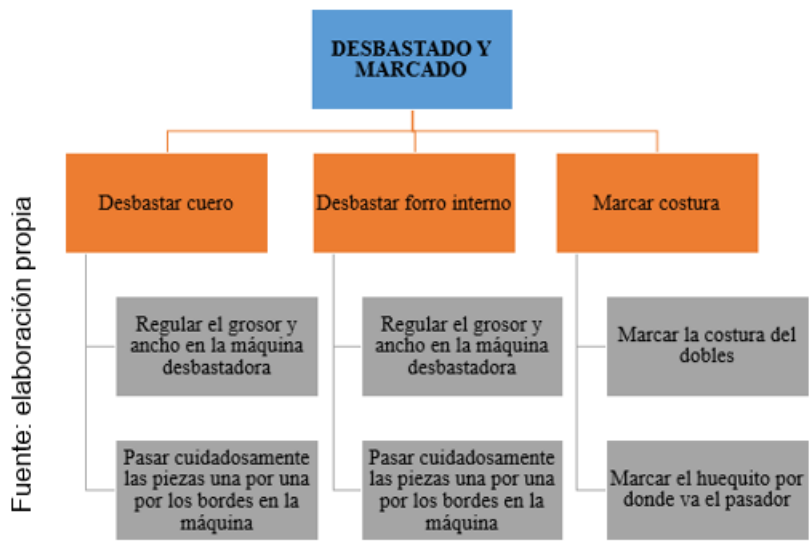 DESBASTADO Y
MARCADO
Desbastar cuero
Desbastar forro interno
Marcar costura
Regular el grosor y
ancho en la máquina
desbastadora
Regular el grosor y
ancho en la máquina
desbastadora
Marcar la costura del
dobles
Pasar cuidadosamente
las piezas una por una
por los bordes en la
máquina
Pasar cuidadosamente
las piezas una por una
por los bordes en la
máquina
Marcar el huequito por
donde va el pasador
Fuente: elaboración propia